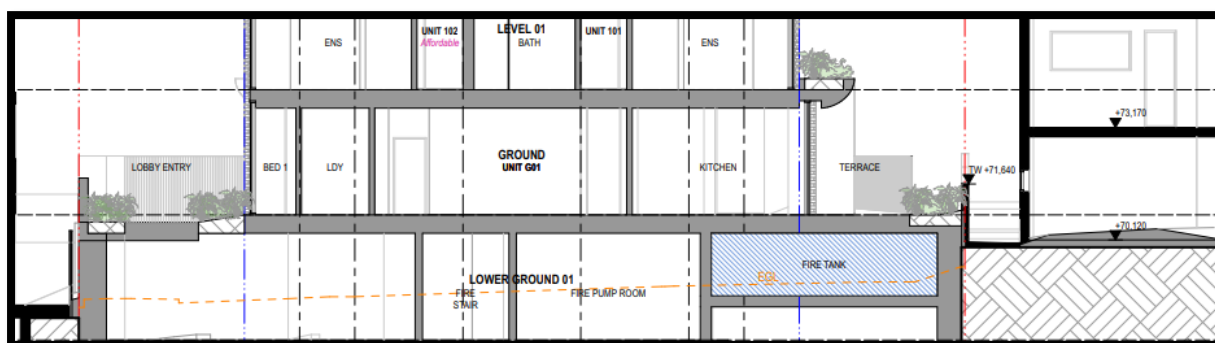 UNIT 102
Affordable
LEVEL 01
BATH
UNIT 101
ENS
ENS
+73,170
LOBBY ENTRY
BED 1
LDY
GROUND
UNIT G01
KITCHEN
TERRACE
TW +71,640
+70,120
LOWER GROUND 01
FIRE
STAIR
FIRE PUMP ROOM
FIRE TANK
EGL